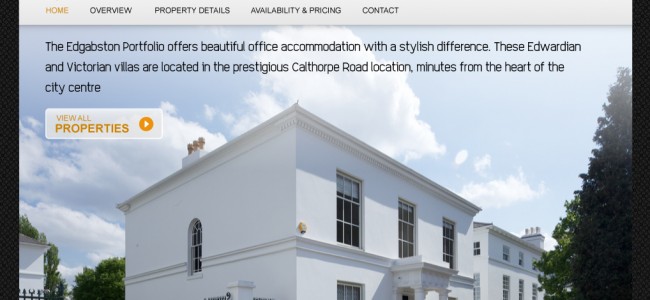 HOME OVERVIEW PROPERTY DETAILS AVAILABILITY & PRICING CONTACT
The Edgabston Portfolio offers beautiful office accommodation with a stylish difference. These Edwardian
and Victorian villas are located in the prestigious Calthorpe Road location, minutes from the heart of the
city centre
VIEW ALL
PROPERTIES